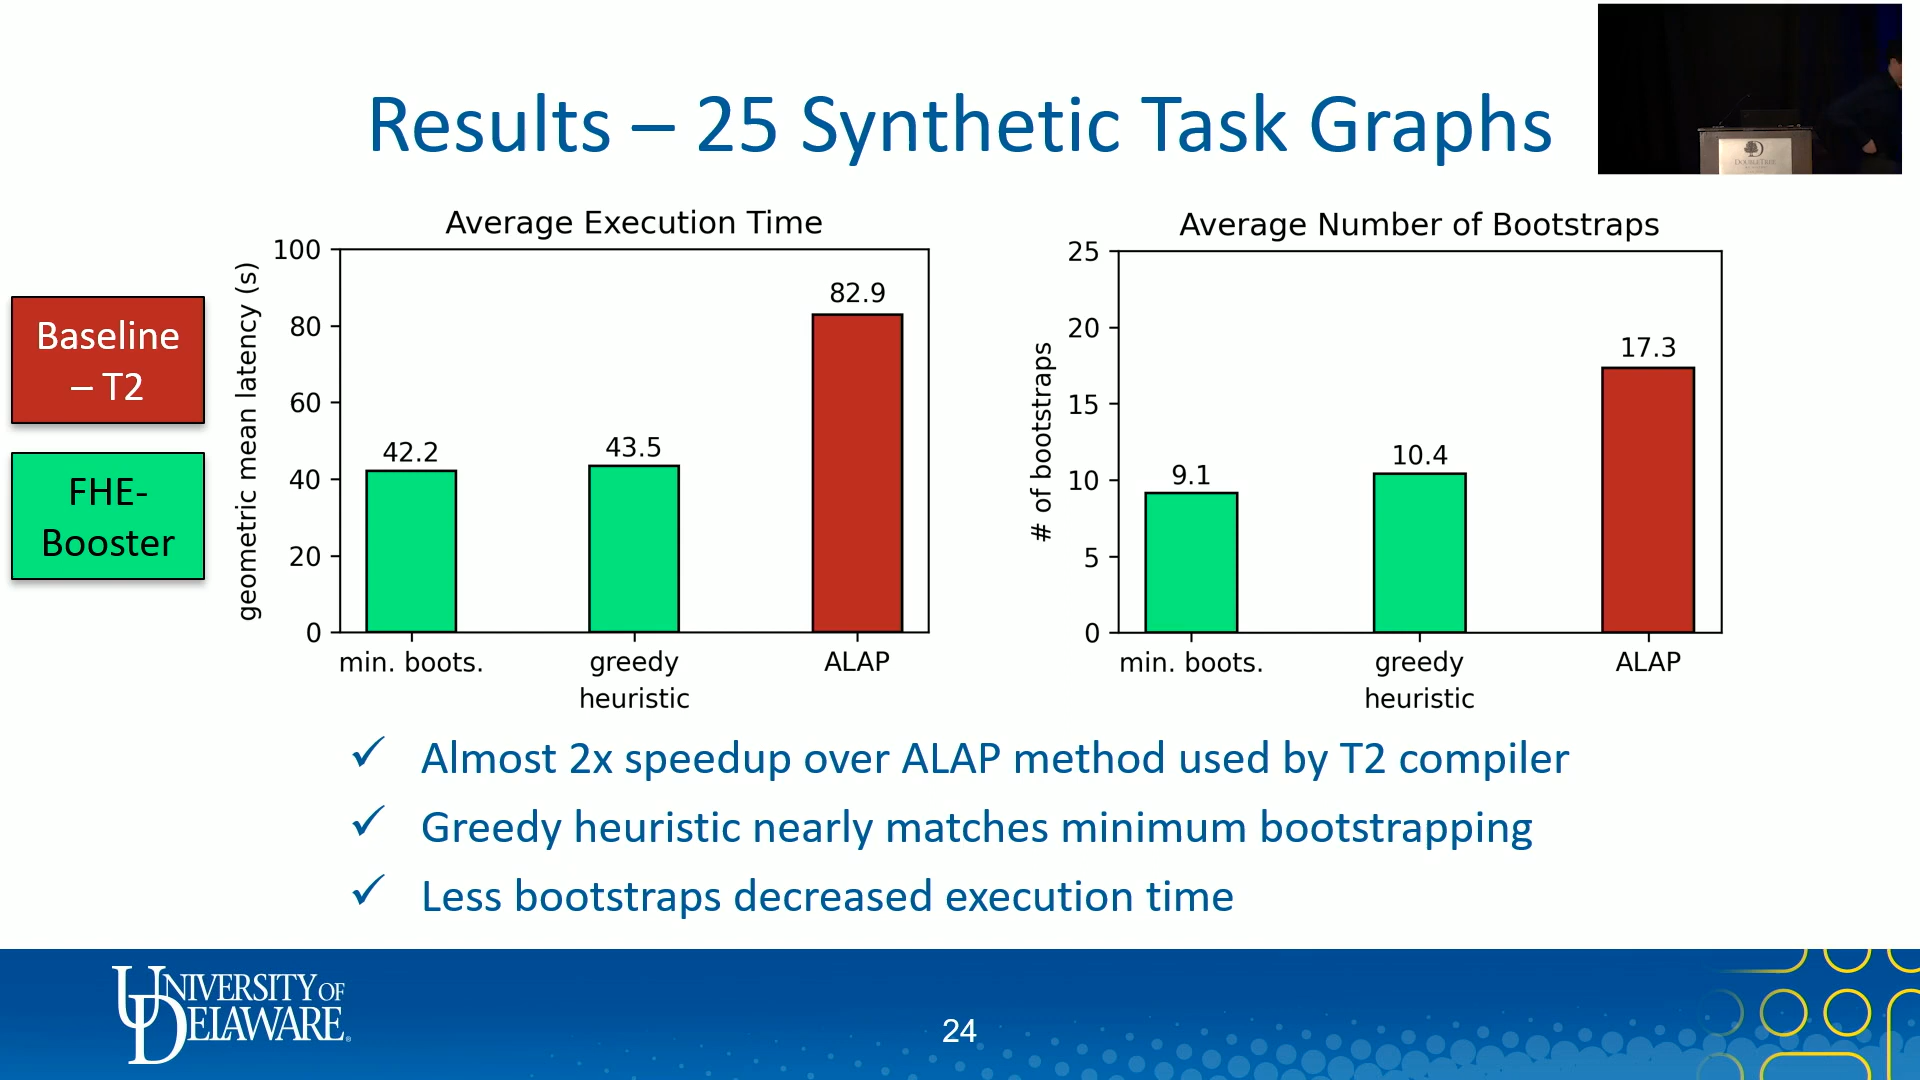 Results – 25 Synthetic Task Graphs
DOUBLETREE
Baseline
– T2
FHE-
Booster
Average Execution Time
geometric mean latency (s)
100
80
60
40
20
0
42.2
43.5
82.9
min. boots.
greedy
heuristic
ALAP
Average Number of Bootstraps
# of bootstraps
25
20
15
10
5
0
9.1
10.4
17.3
min. boots.
greedy
heuristic
ALAP
✓ Almost 2x speedup over ALAP method used by T2 compiler
✓ Greedy heuristic nearly matches minimum bootstrapping
✓ Less bootstraps decreased execution time
UNIVERSITY OF
DELAWARE
24